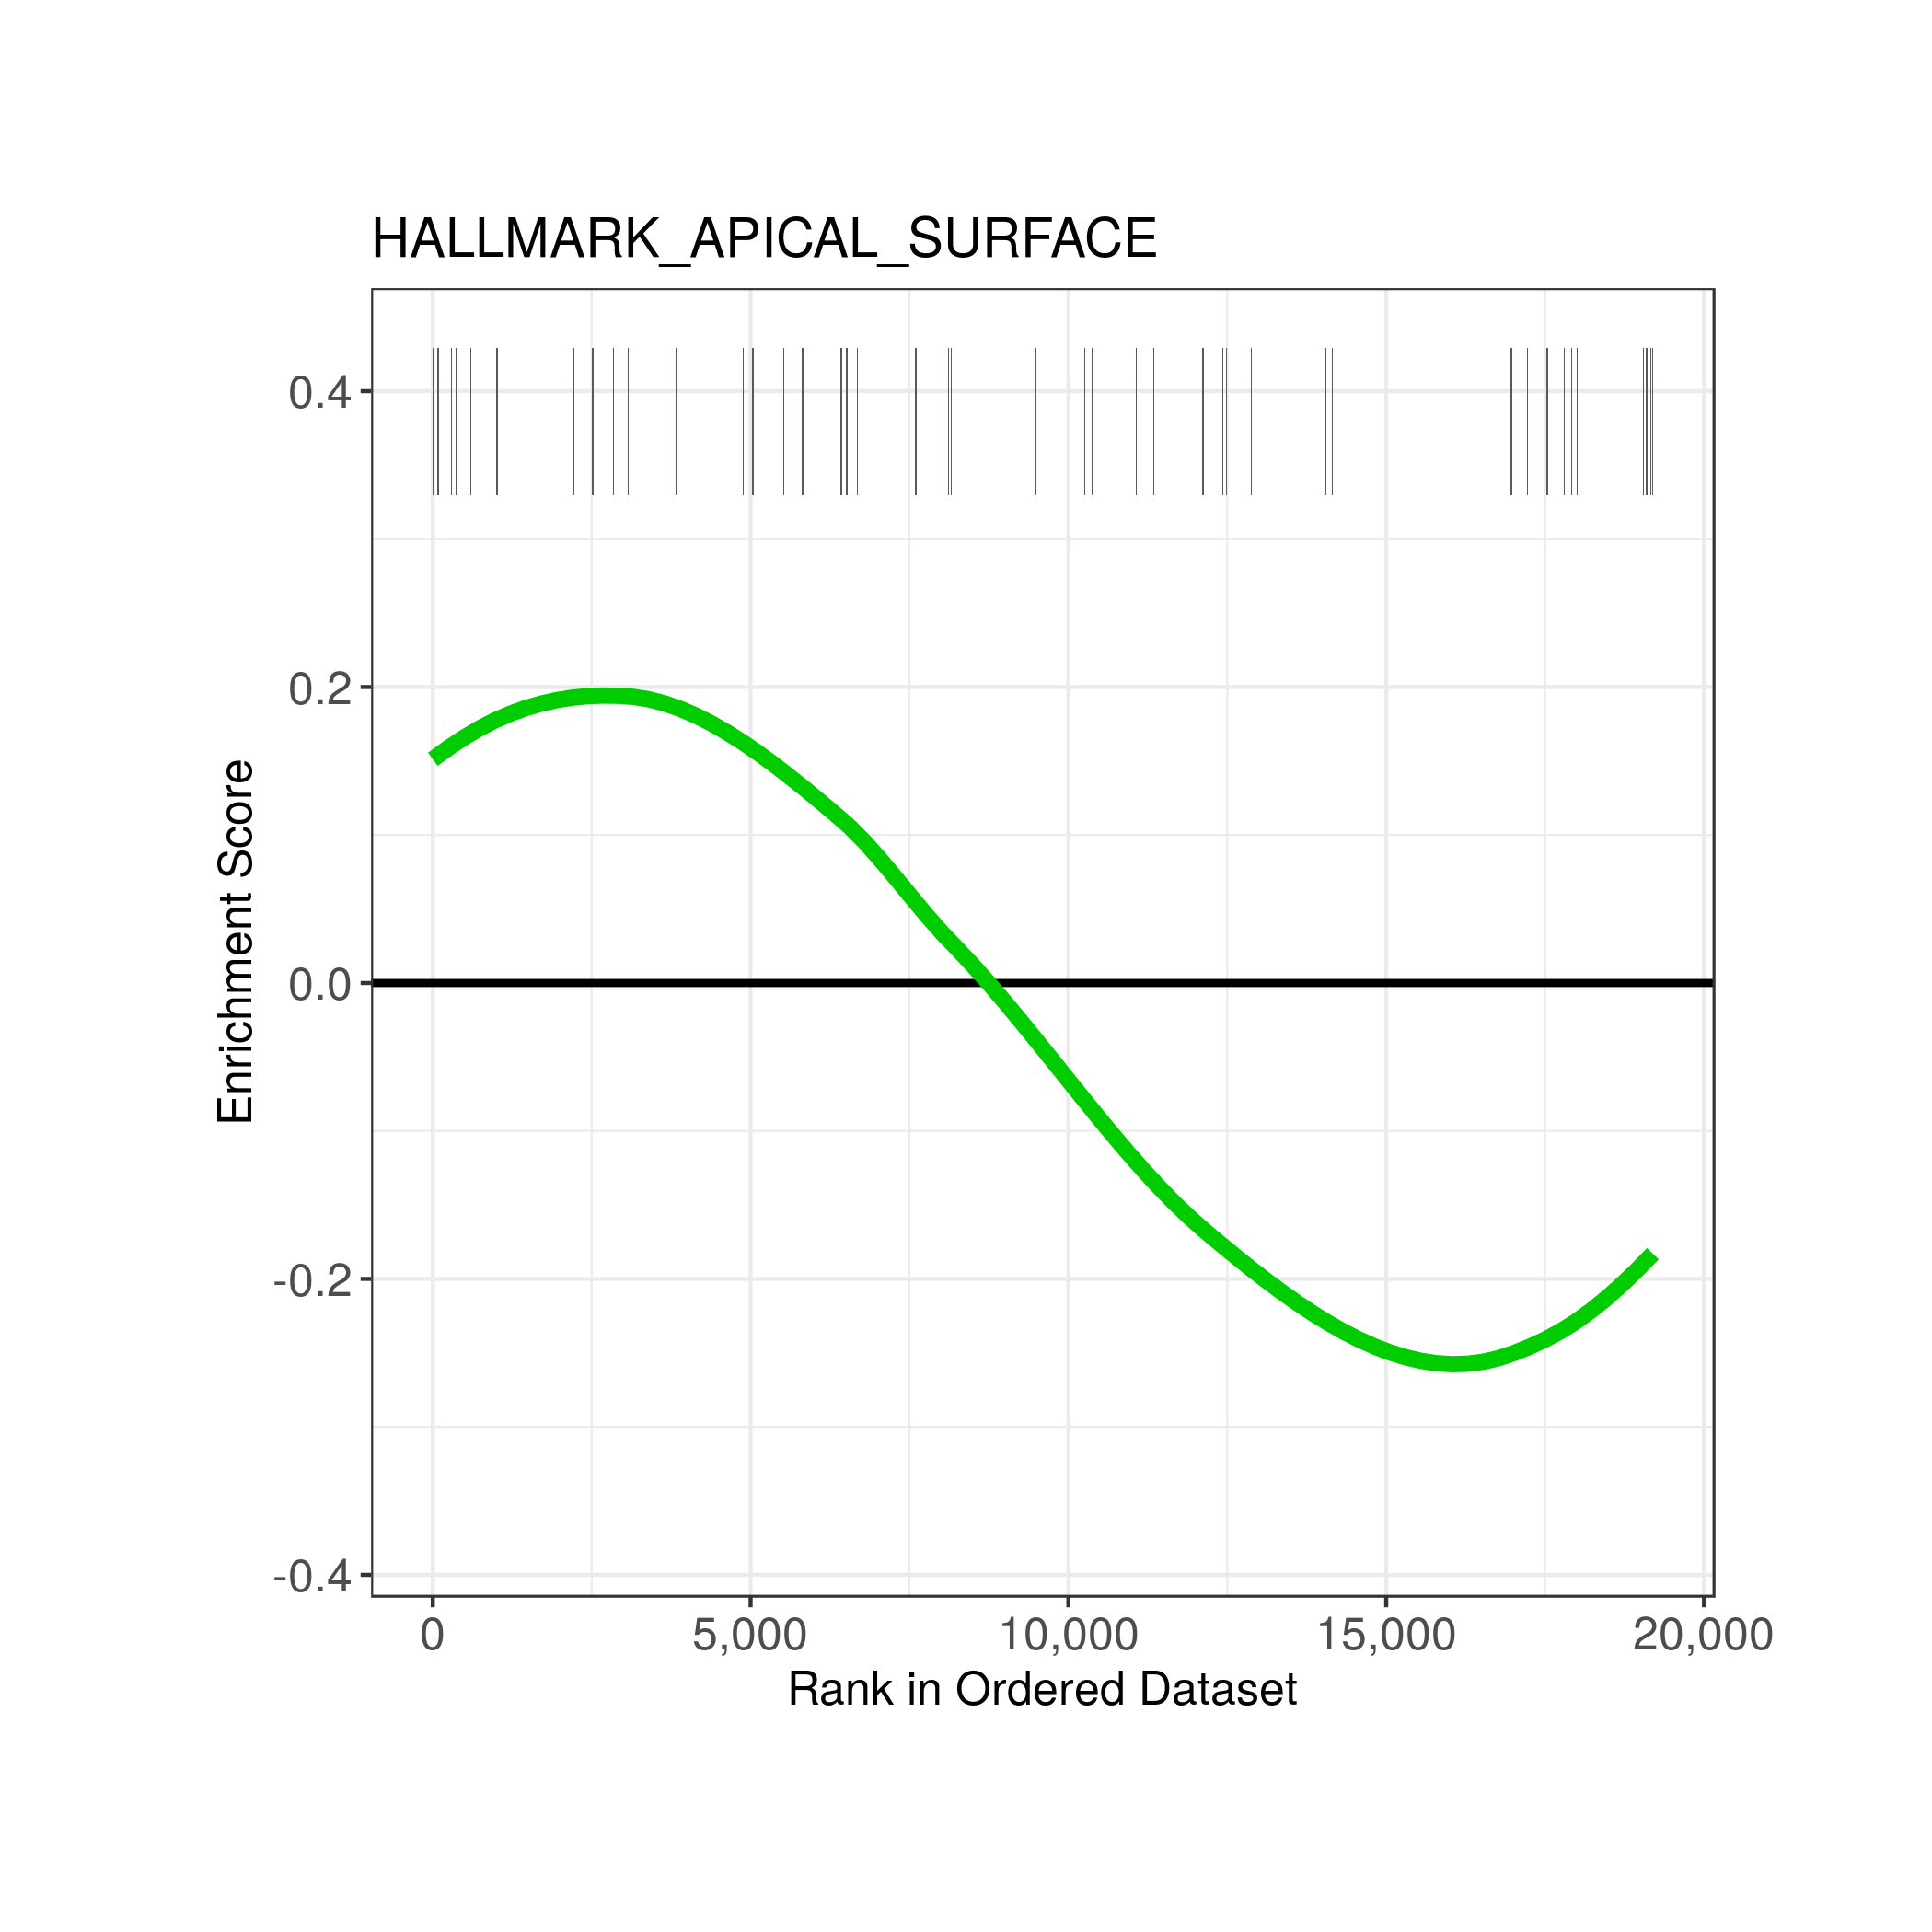 HALLMARK_APICAL_SURFACE
Enrichment Score
0.4
0.2
0.0
-0.2
-0.4
0 5,000 10,000 15,000 20,000
Rank in Ordered Dataset